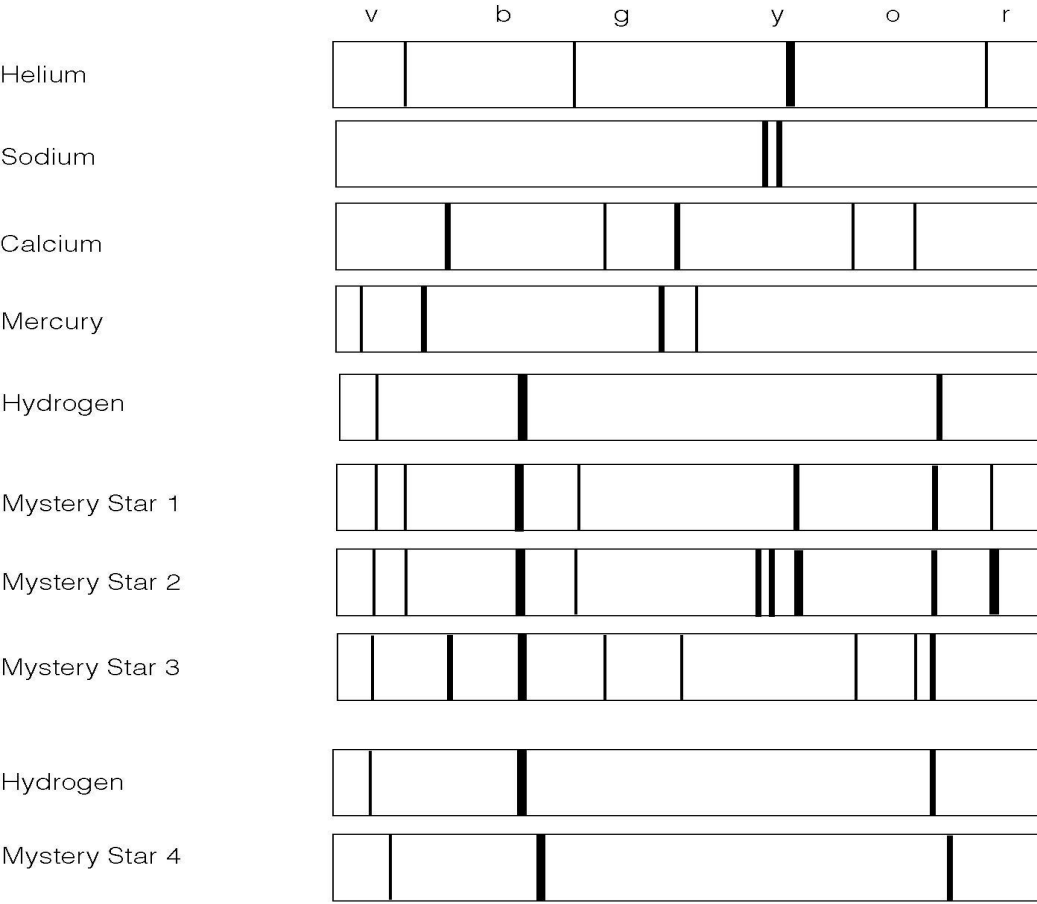 v b g y o r
Helium
Sodium
Calcium
Mercury
Hydrogen
Mystery Star 1
Mystery Star 2
Mystery Star 3
Hydrogen
Mystery Star 4